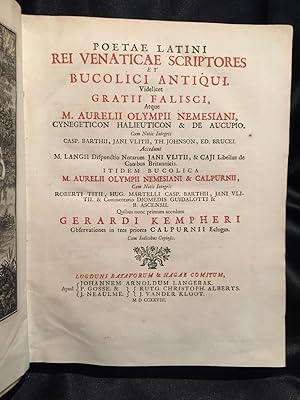 POETAE LATINI
REI VENATICAE SCRIPTORES
ET
BUCOLICI ANTIQUI.
Videlicet
GRATII FALISCI,
Atque
M. AURELII OLYMPII NEMESIANI,
CYNEGETICON HALIEUTICON & DE AUCUPIO,
Cum Notis Integris
CASP. BARTHII, JANI VLITII, TH. JOHNSON, ED. BRUCEI.
Accedunt
M. LANGII Dispunctio Notarum JANI VLITII, & CAJI Libellus de
Canibus Britannicis.
ITIDEM BUCOLICA
M. AURELII OLYMPII NEMESIANI & CALPURNII,
Cum Notis Integris
ROBERTI TITII, HUG. MARTELLI CASP. BARTHII, JANI VLI-
TII. & Commentario DIOMEDIS GUIDALOTTI &
B. ASCENSII.
Quibus nunc primum accedunt
GERARDI KEMPHERI
Observationes in tres priores CALPURNII Eclogas.
Cum Indicibus Copiosis.
LUGDUNI BATAVORUM & HAGAE COMITUM,
JOHANNEM ARNOLDUM LANGERAK.
Apud P. GOSSE. & RUTG. CHRISTOPH. ALBERTS.
J. NEAULME. J. VANDER KLOOT.
M D CCXXVIII.